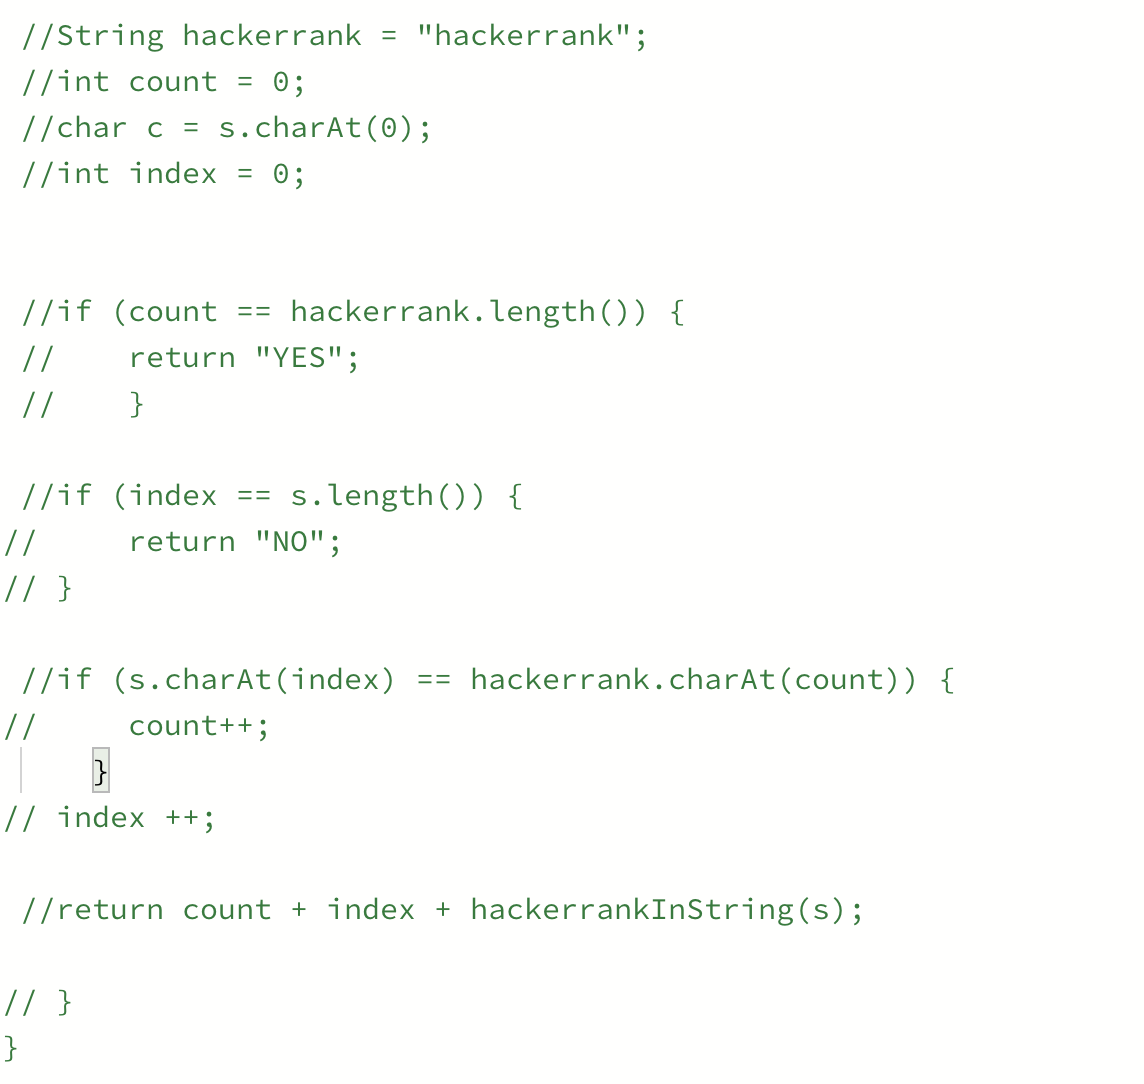 //String hackerrank = "hackerrank";
//int count = 0;
//char c = s.charAt(0);
//int index = 0;
//if (count == hackerrank.length()) {
//    return "YES";
//    }
//if (index == s.length()) {
//     return "NO";
// }
//if (s.charAt(index) == hackerrank.charAt(count)) {
//     count++;
}
// index ++;
//return count + index + hackerrankInString(s);
// }
}